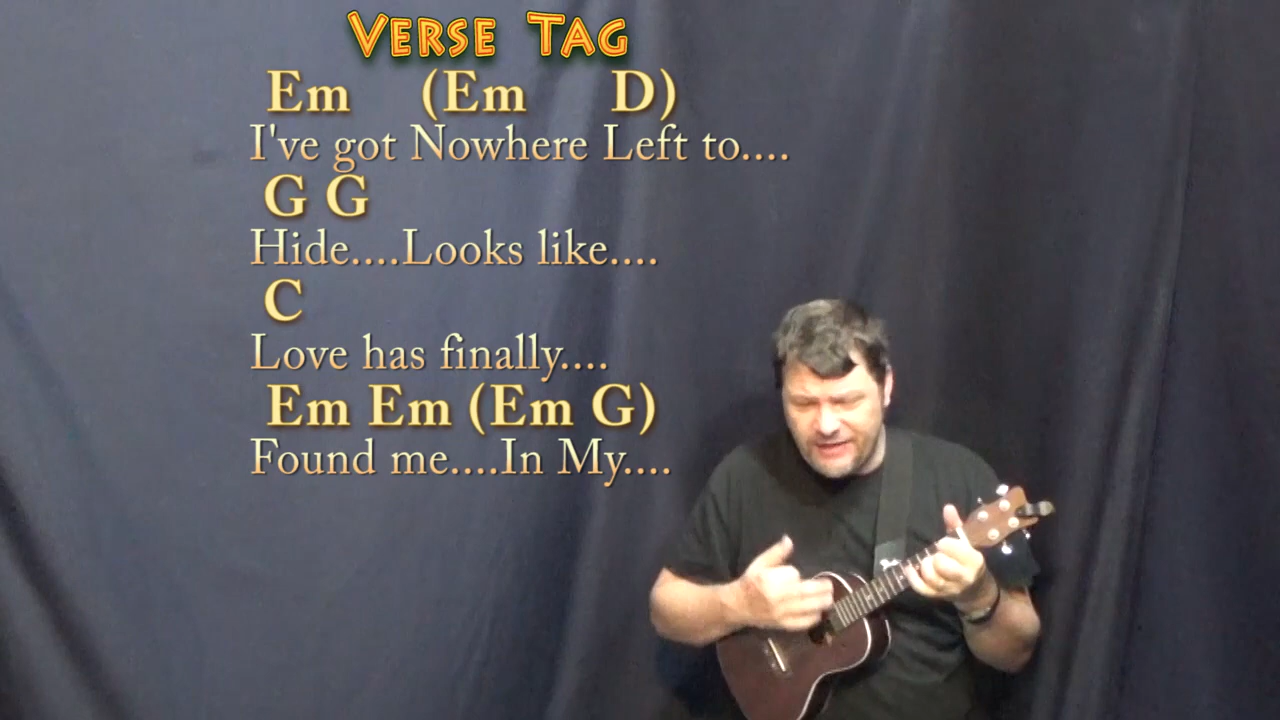 Verse Tag
Em (Em D)
I've got Nowhere Left to....
G G
Hide....Looks like....
C
Love has finally....
Em Em (Em G)
Found me....In My....